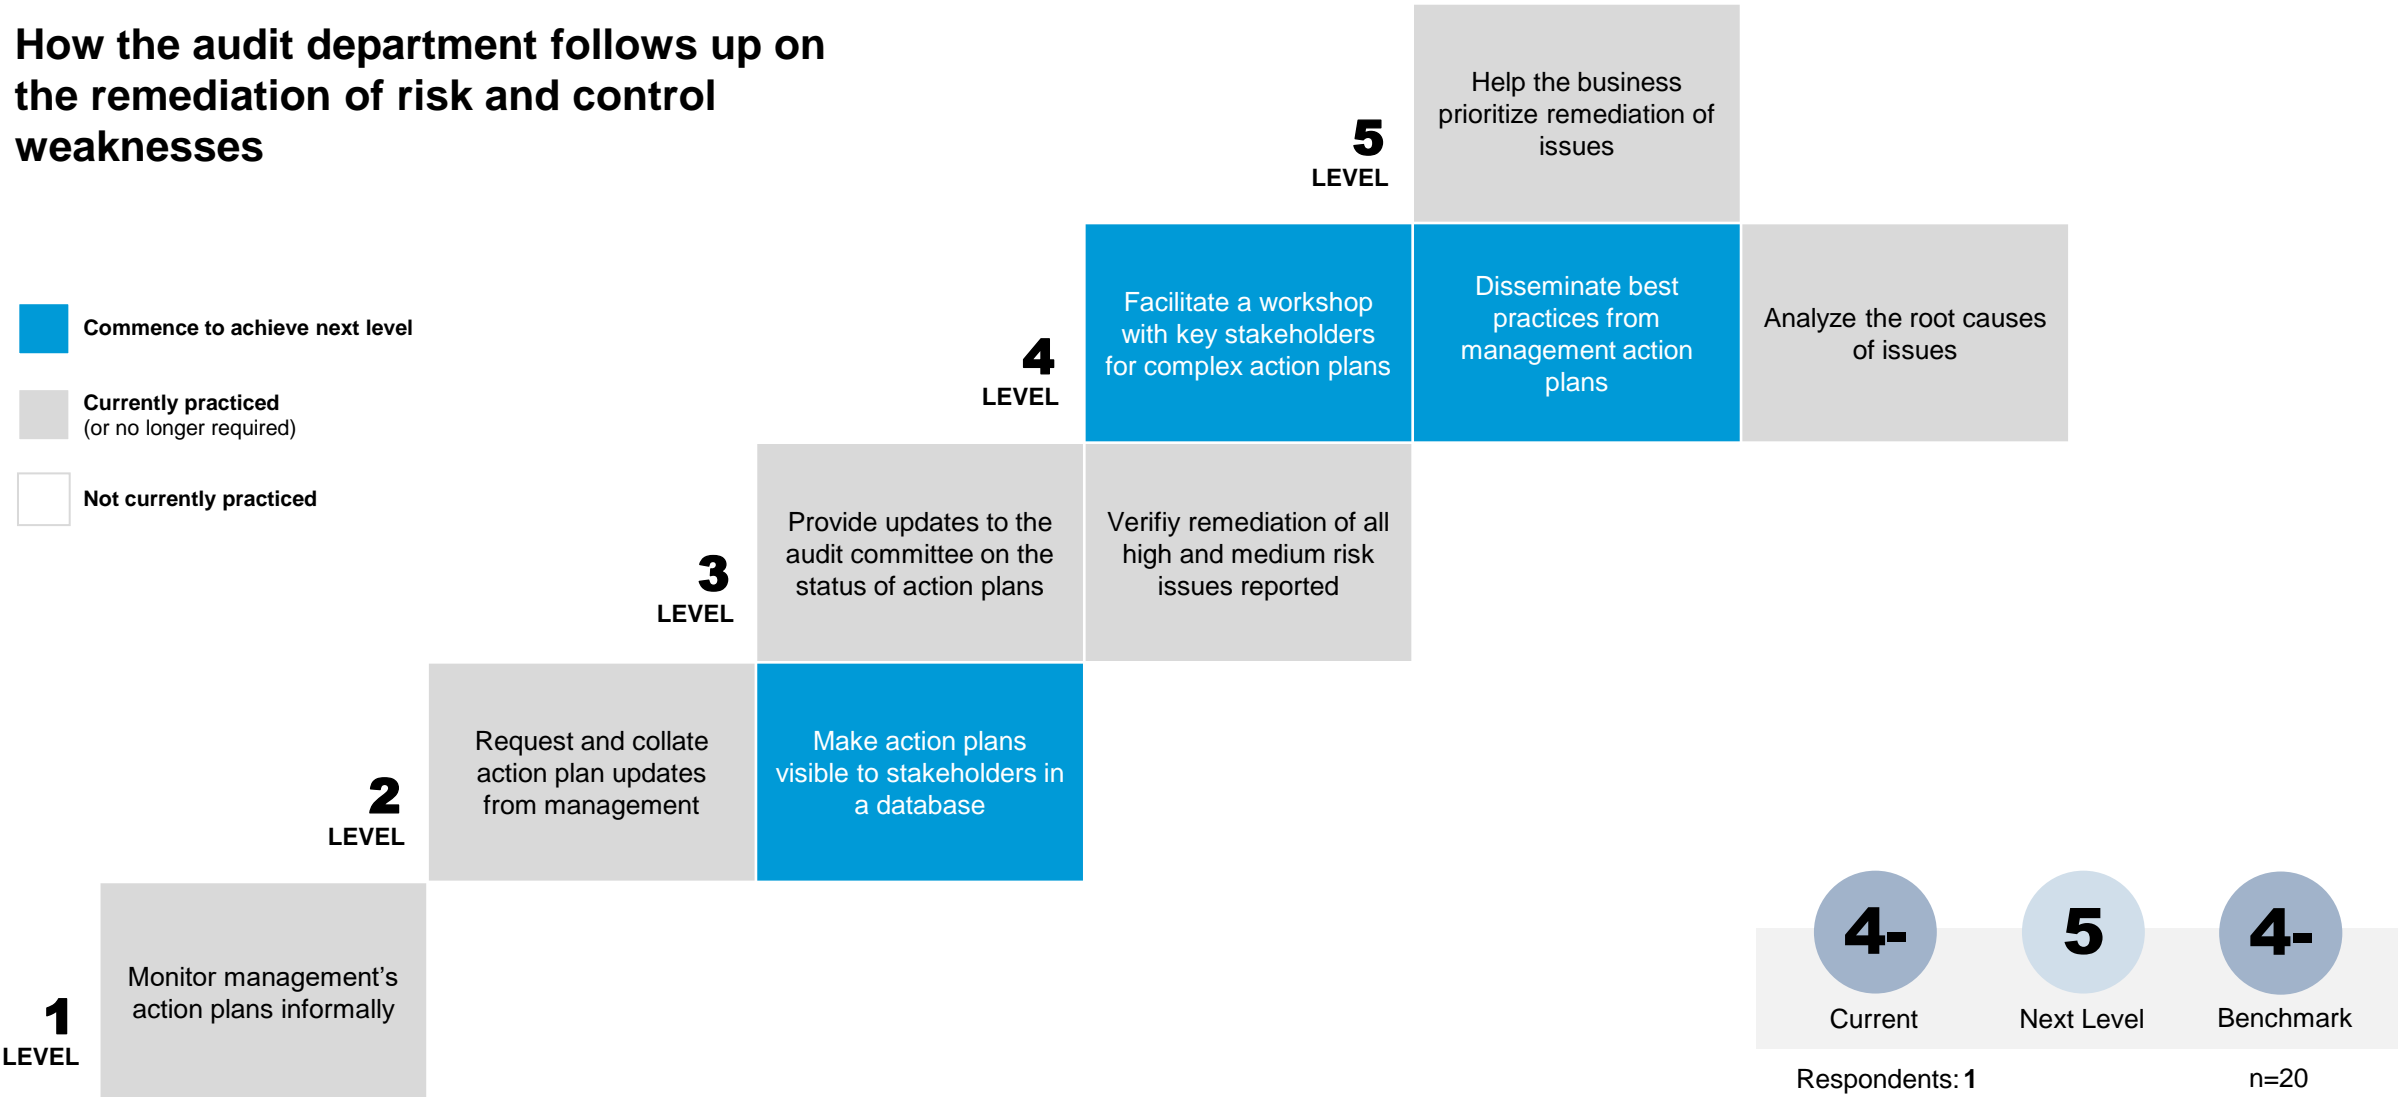 How the audit department follows up on
the remediation of risk and control
weaknesses
Commence to achieve next level
Currently practiced
(or no longer required)
Not currently practiced
5
LEVEL
Help the business
prioritize remediation of
issues
4
LEVEL
Facilitate a workshop
with key stakeholders
for complex action plans
Disseminate best
practices from
management action
plans
Analyze the root causes
of issues
3
LEVEL
Provide updates to the
audit committee on the
status of action plans
Verifiy remediation of all
high and medium risk
issues reported
2
LEVEL
Request and collate
action plan updates
from management
Make action plans
visible to stakeholders in
a database
1
LEVEL
Monitor management’s
action plans informally
4-
Current
5
Next Level
4-
Benchmark
Respondents: 1
n=20